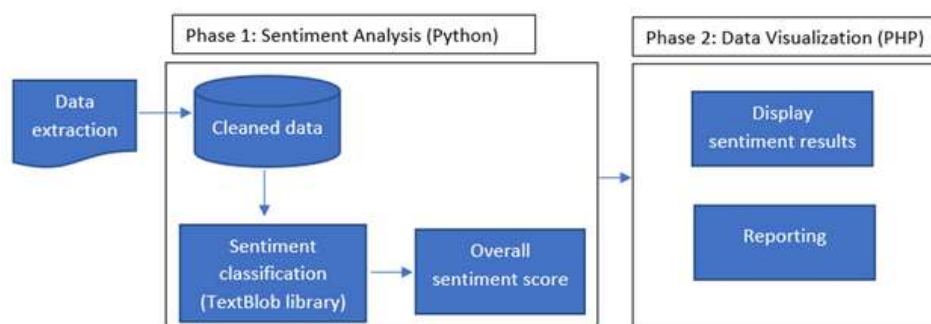 Phase 1: Sentiment Analysis (Python)
Phase 2: Data Visualization (PHP)
Data
extraction
Cleaned data
Sentiment
classification
(TextBlob library)
Overall
sentiment score
Display
sentiment results
Reporting